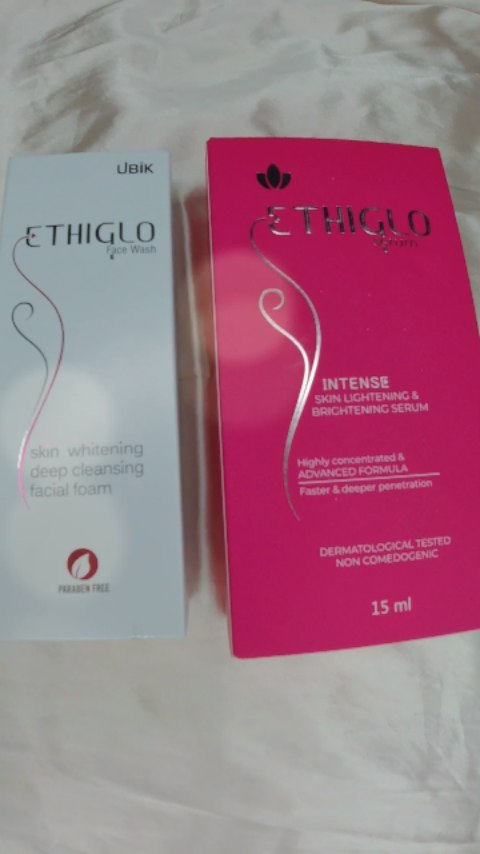 UBIK
ETHIGLO
Face Wash
skin whitening
deep cleansing
facial foam
PARABEN FREE
ETHIGLO
Serum
INTENSE
SKIN LIGHTENING &
BRIGHTENING SERUM
Highly concentrated &
ADVANCED FORMULA
Faster & deeper penetration
DERMATOLOGICAL TESTED
NON COMEDOGENIC
15 ml